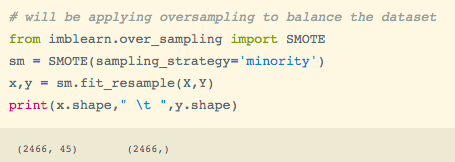 # will be applying oversampling to balance the dataset
from imblearn.over_sampling import SMOTE
sm = SMOTE(sampling_strategy='minority')
x,y = sm.fit_resample(X,Y)
print(x.shape," \t ",y.shape)
(2466, 45) (2466,)